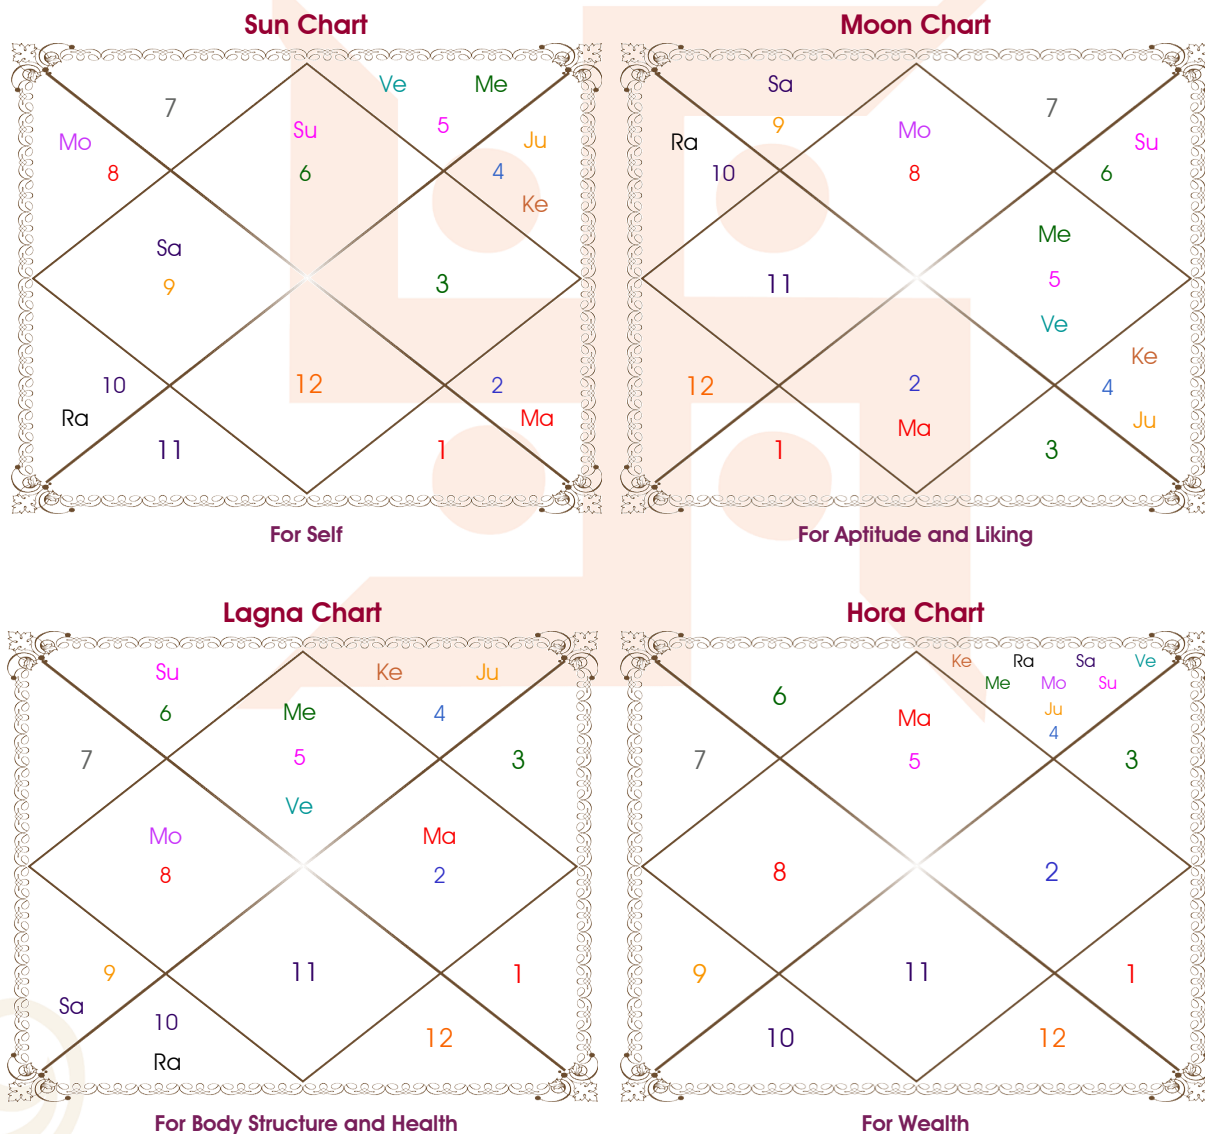 Sun Chart
Ve Me
7
Su 5
Mo Ju
8 6 4
Ke
Sa
9 3
10 12 2
Ra Ma
11 1
For Self
Moon Chart
Sa
9 Mo 7
Ra Su
10 8 6
Me
11 5
Ve
Ke
12 2 4
Ma Ju
1 3
For Aptitude and Liking
Lagna Chart
Su Ke Ju
6 Me 4
7 5 3
Ve
Mo Ma
8 2
9 11 1
Sa
10 12
Ra
For Body Structure and Health
Hora Chart
Ke Ra Sa Ve
Me Mo Su
6 Ju
Ma 4
7 5 3
8 2
9 11 1
10 12
For Wealth